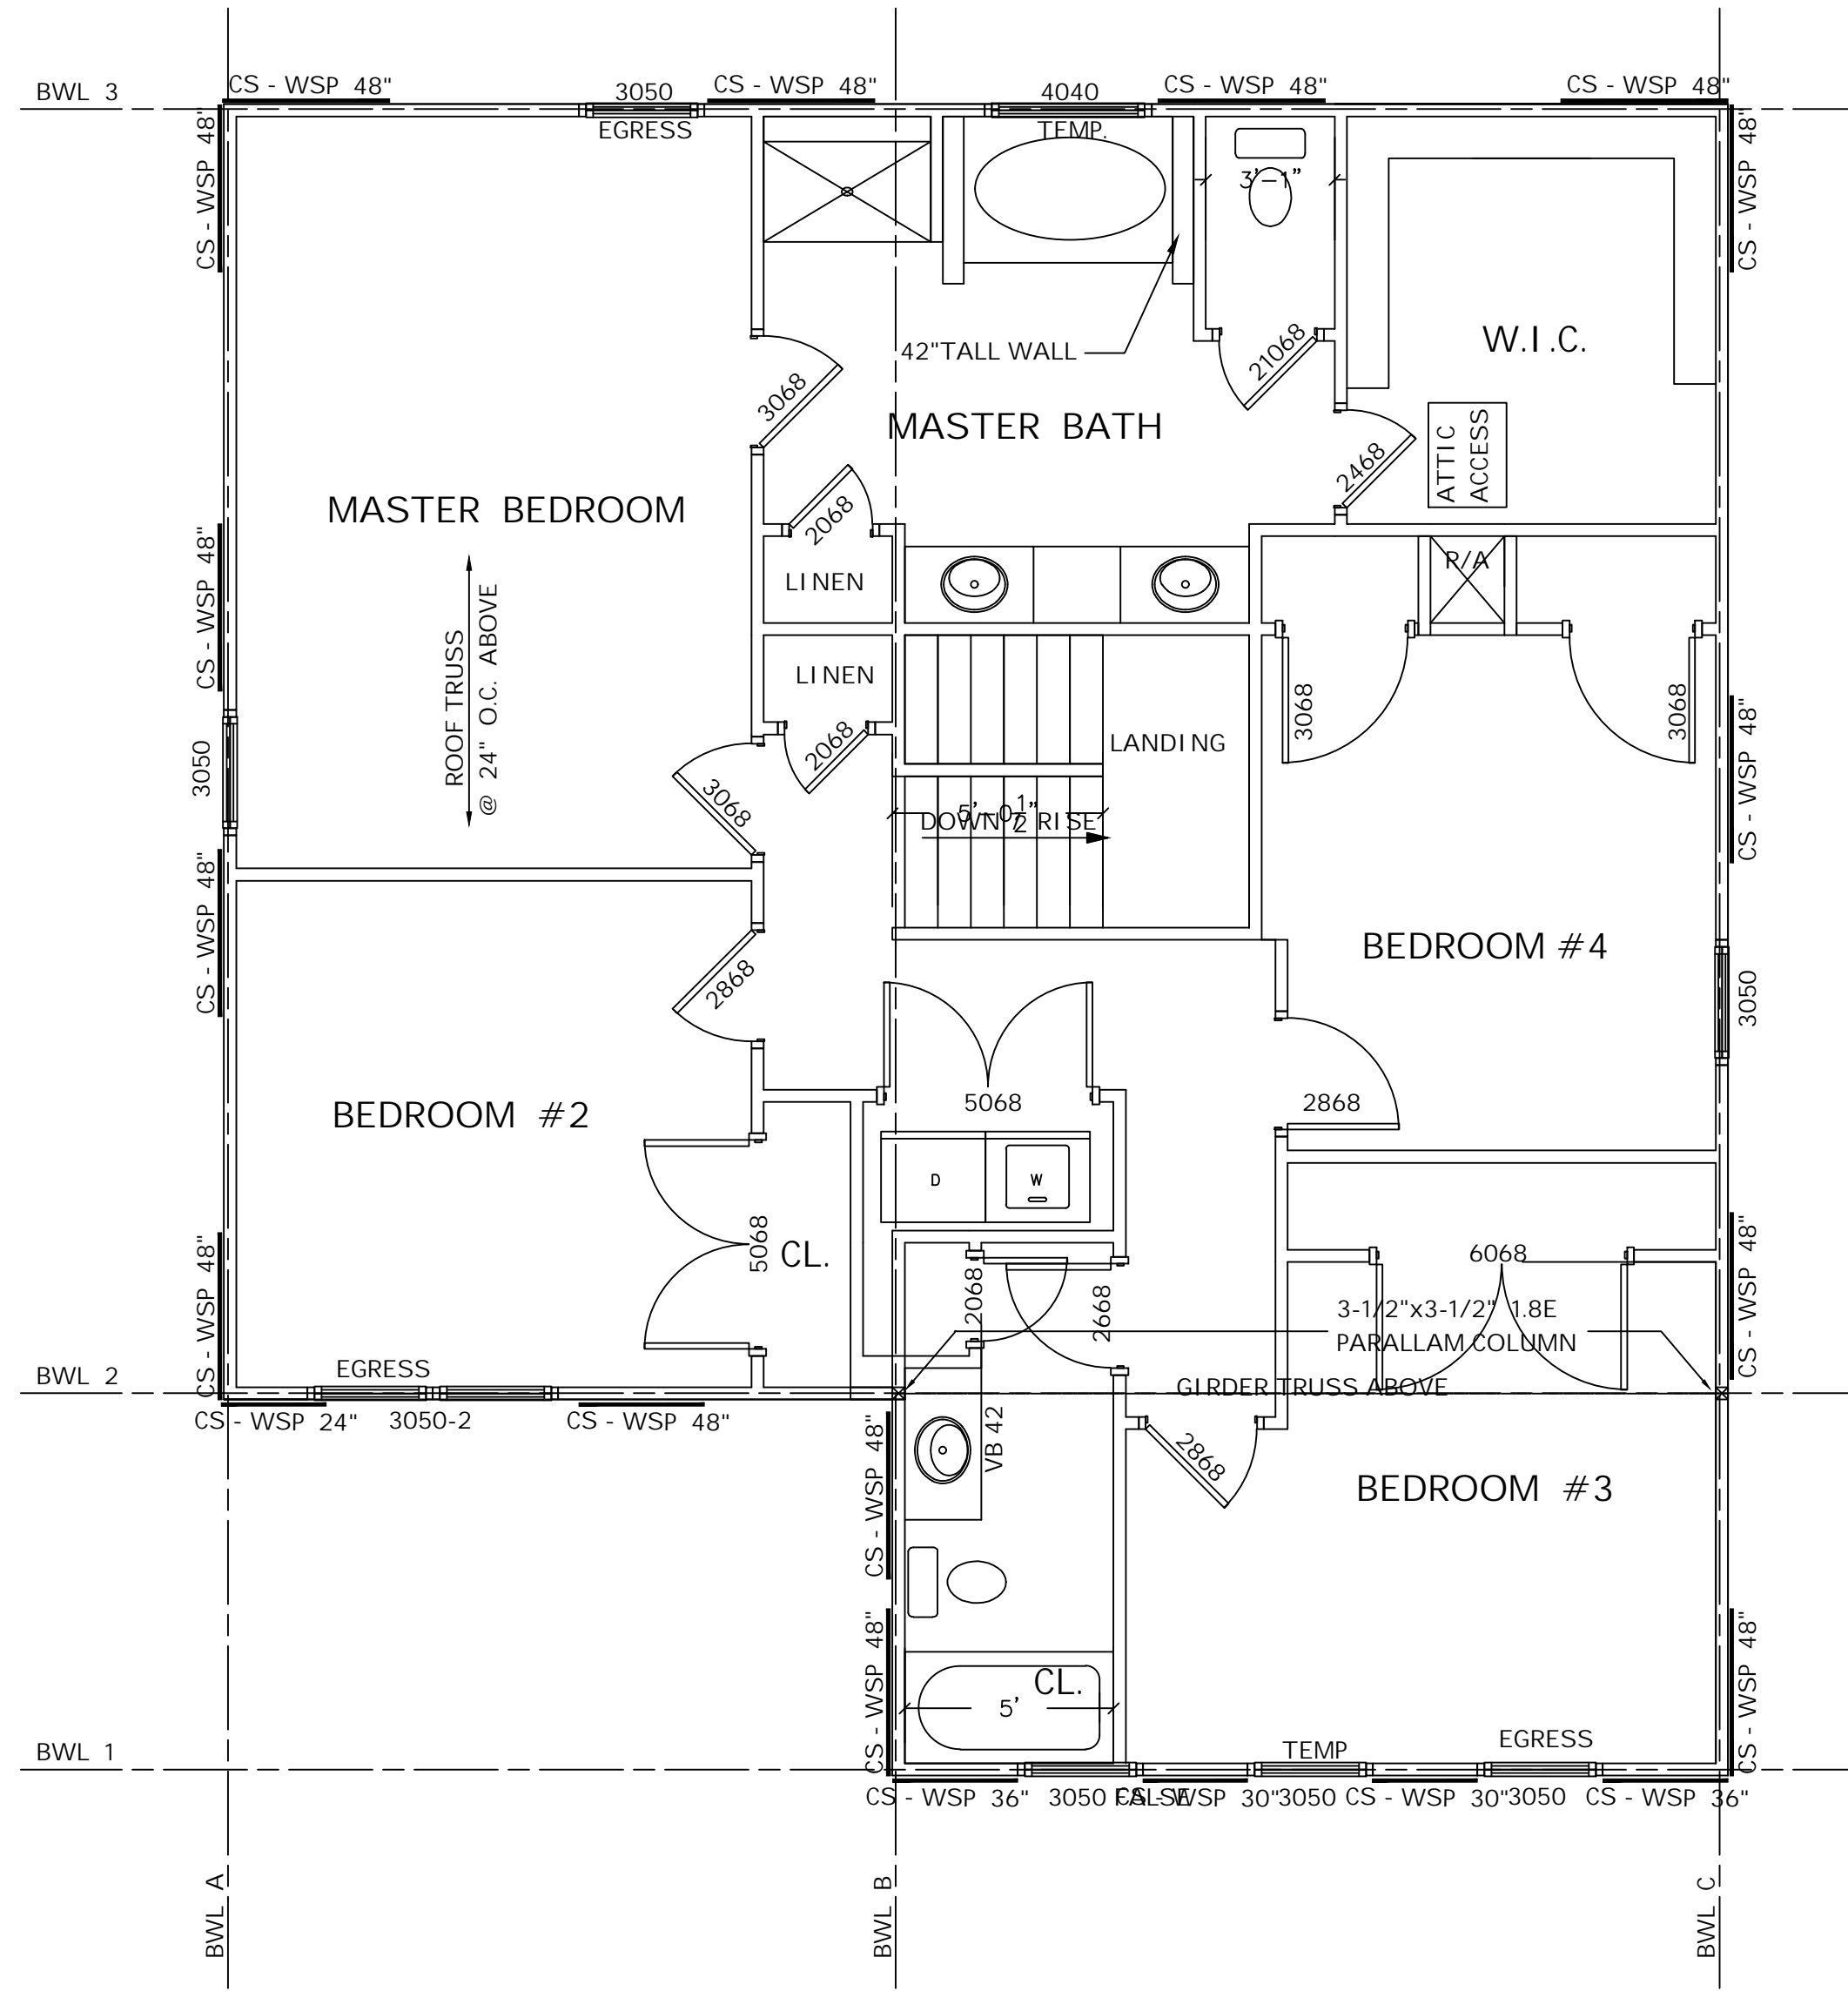 BWL 3
CS - WSP 48"
3050
CS - WSP 48"
4040
CS - WSP 48"
CS - WSP 48"
EGRESS
TEMP.
CS - WSP 48"
3'-1"
CS - WSP 48"
42"TALL WALL
21068
W.I.C.
3068
MASTER BATH
2468
ATTIC
ACCESS
MASTER BEDROOM
2068
CS - WSP 48"
LINEN
R/A
ROOF TRUSS
@ 24" O.C. ABOVE
LINEN
3068
3068
3050
2068
LANDING
CS - WSP 48"
3068
5'-0 1/2"
DOWN 7 RISE
CS - WSP 48"
2868
BEDROOM #4
3050
BEDROOM #2
5068
2868
D
W
5068
CL.
6068
CS - WSP 48"
2068
2668
3-1/2"x3-1/2" 1.8E
PARALLAM COLUMN
CS - WSP 48"
BWL 2
EGRESS
GIRDER TRUSS ABOVE
CS - WSP 24"
3050-2
CS - WSP 48"
VB 42
2868
BEDROOM #3
CS - WSP 48"
CS - WSP 48"
CL.
5'
CS - WSP 48"
BWL 1
TEMP
EGRESS
CS - WSP 36"
3050 FALSE
CS - WSP 30"
3050
CS - WSP 30"
3050
CS - WSP 36"
BWL A
BWL B
BWL C